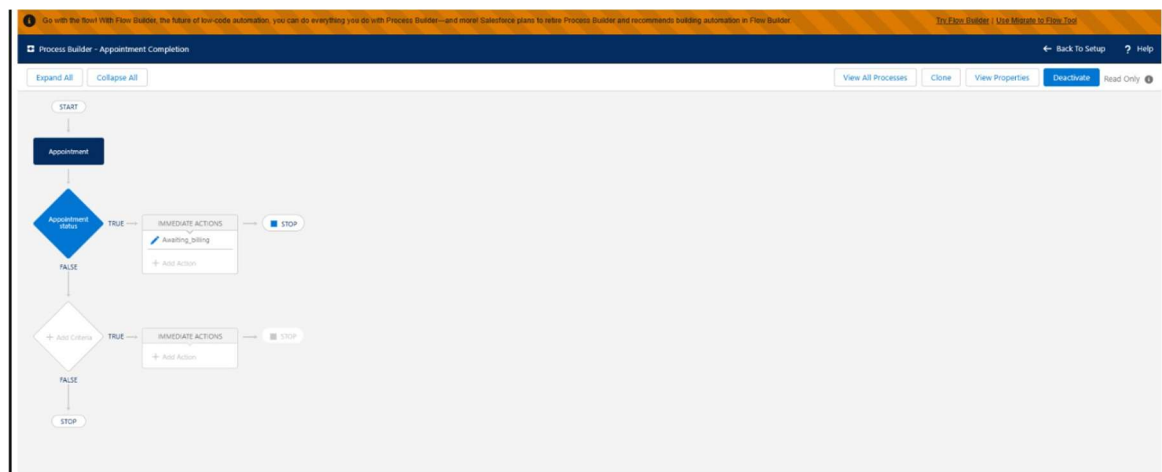 Go with the flow! With Flow Builder, the future of low-code automation, you can do everything you do with Process Builder—and more! Salesforce plans to retire Process Builder and recommends building automation in Flow Builder. Try Flow Builder | Use Migrate to Flow Tool
Process Builder - Appointment Completion ← Back To Setup ? Help
Expand All Collapse All View All Processes Clone View Properties Deactivate Read Only
START
Appointment
Appointment status
TRUE
IMMEDIATE ACTIONS
STOP
Awaiting_billing
+ Add Action
FALSE
+ Add Criteria
TRUE
IMMEDIATE ACTIONS
STOP
+ Add Action
FALSE
STOP